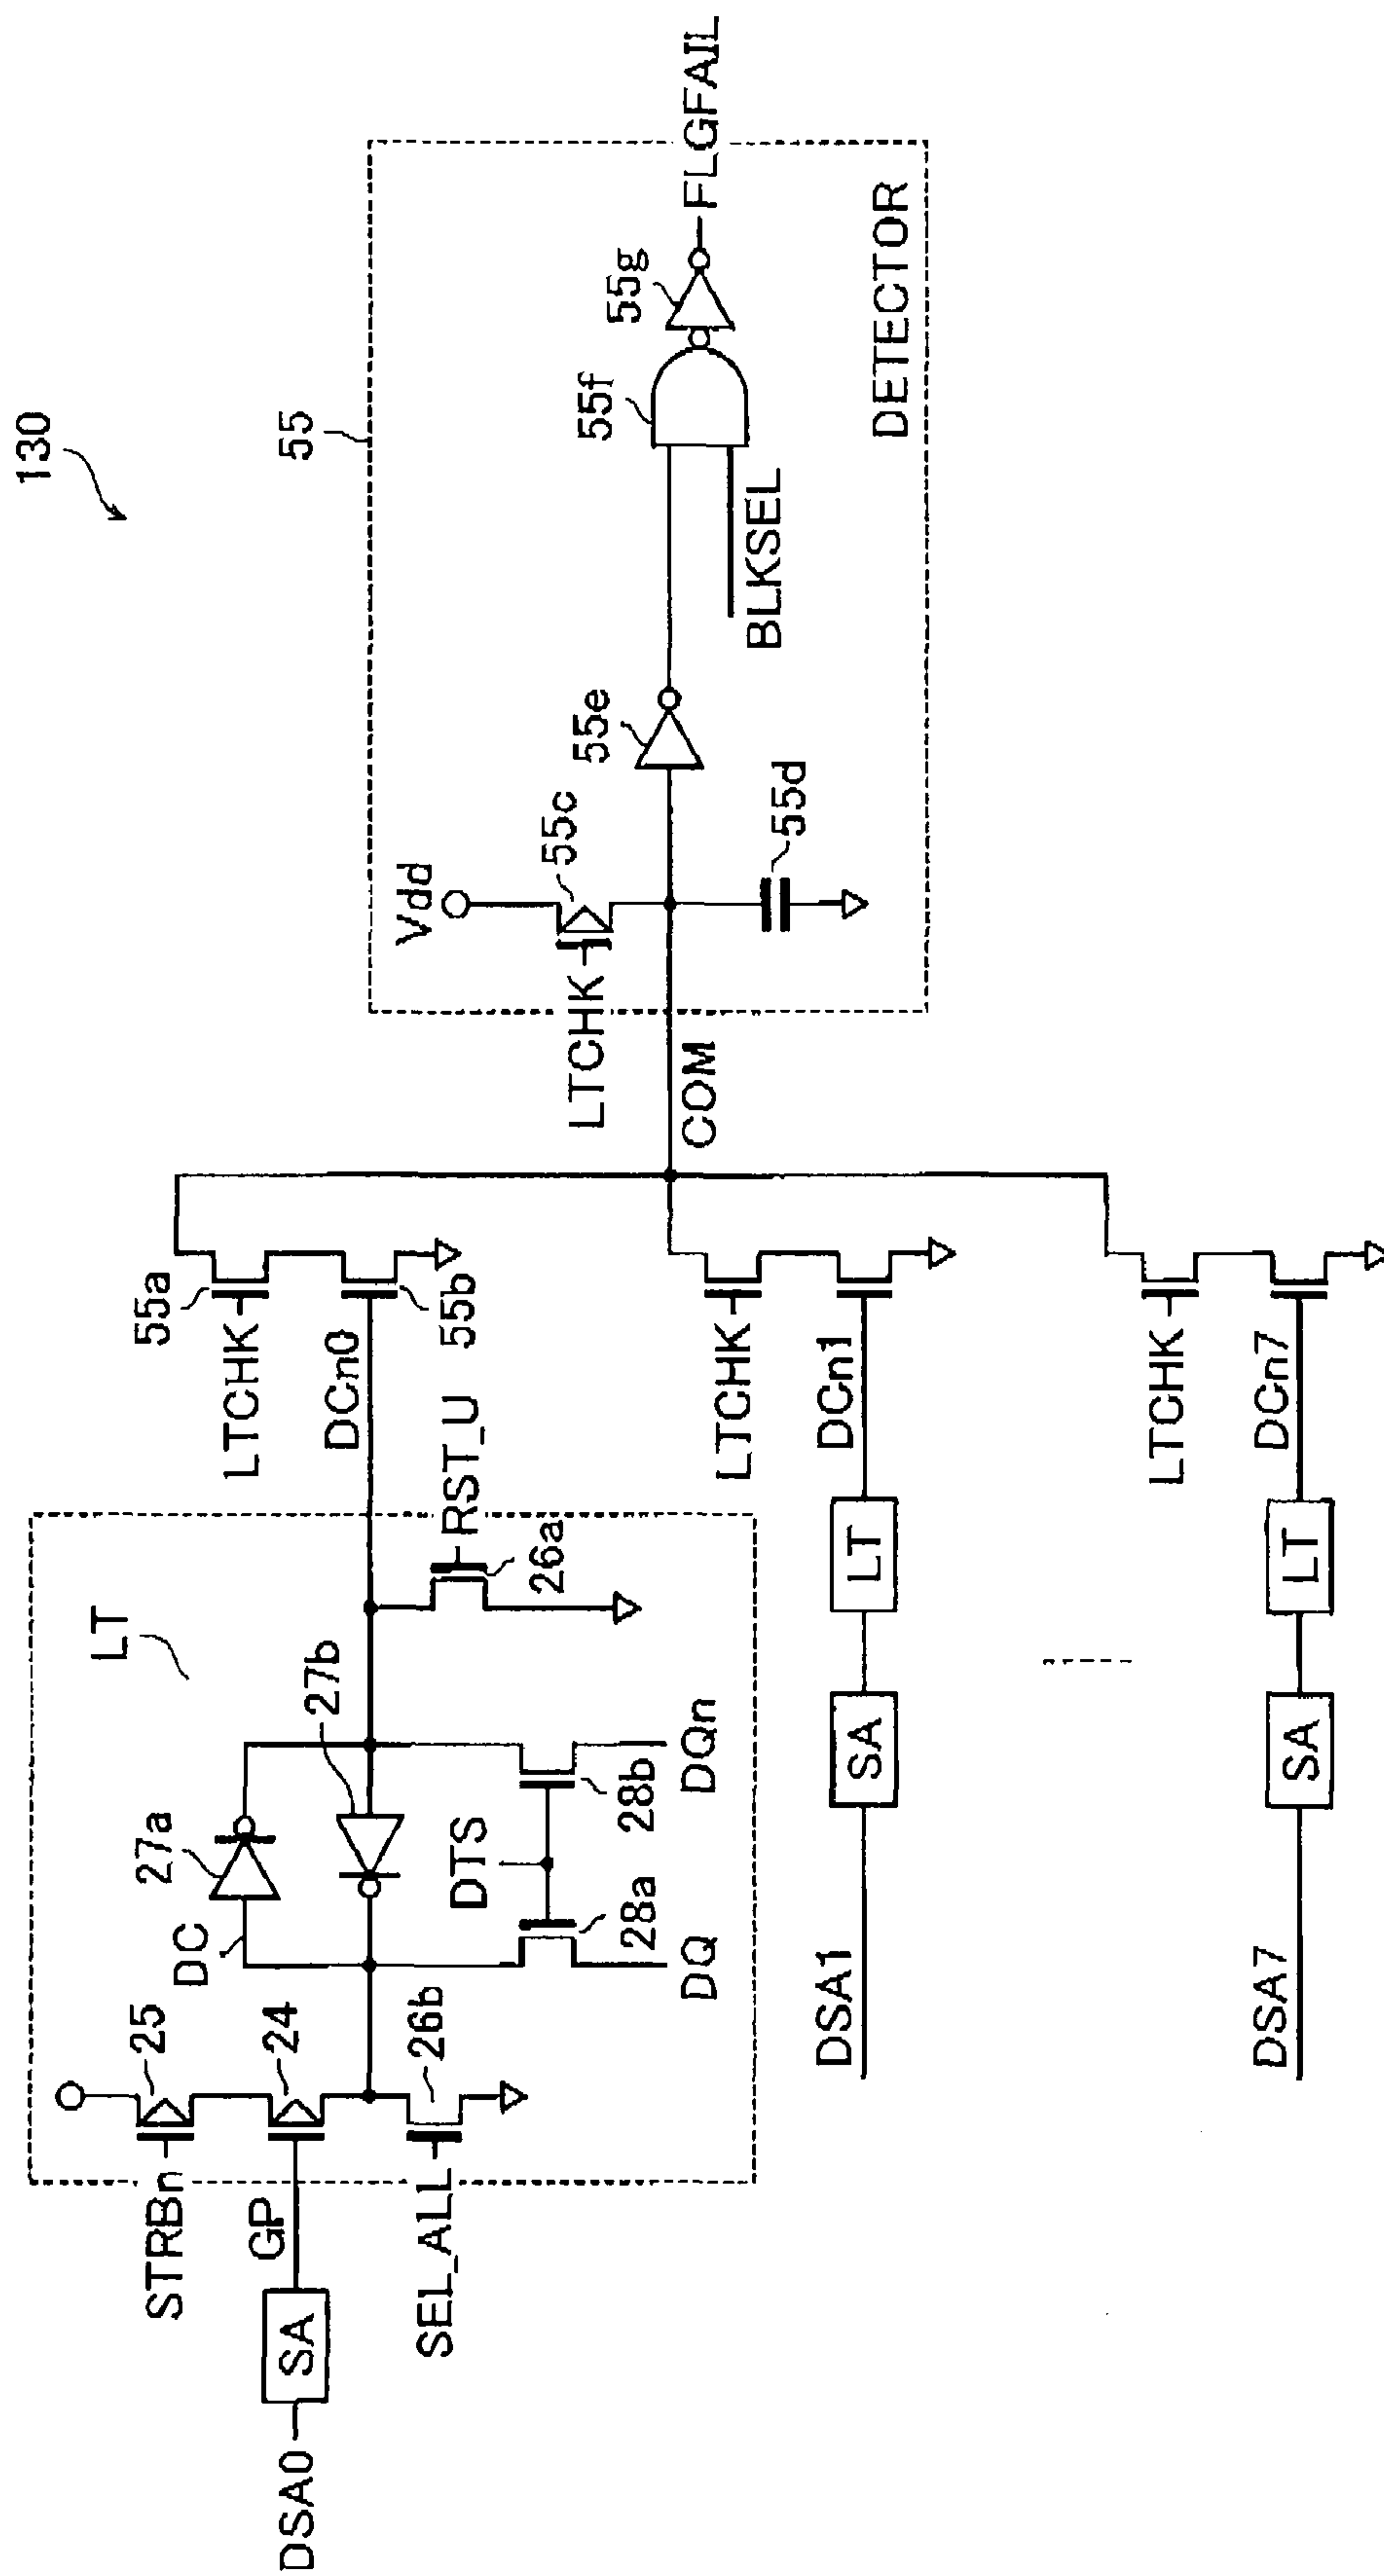 130
55
DETECTOR
FLGFAIL
55g
55f
BLKSEL
55e
Vdd
55c
55d
LTCHK
COM
55a
LTCHK
55b
DCn0
LTCHK
DCn1
LTCHK
DCn7
LT
RST_U
26a
27b
27a
DC
DTS
28b
28a
DQn
DQ
25
24
26b
STRBn
GP
SEL_ALL
SA
DSA0
LT
SA
DSA1
LT
SA
DSA7